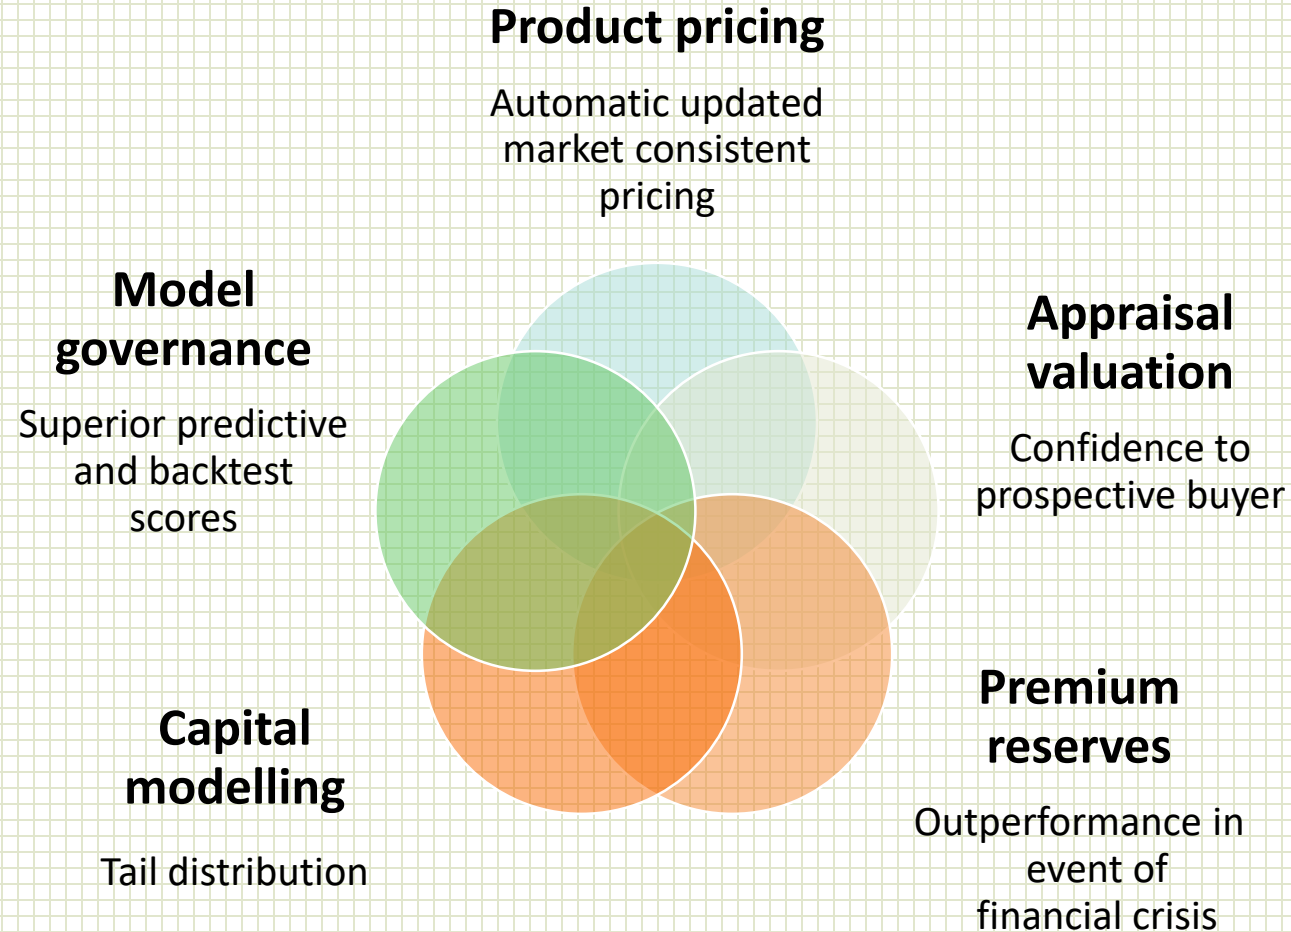 Product pricing
Automatic updated
market consistent
pricing
Model
governance
Superior predictive
and backtest
scores
Appraisal
valuation
Confidence to
prospective buyer
Capital
modelling
Tail distribution
Premium
reserves
Outperformance in
event of
financial crisis